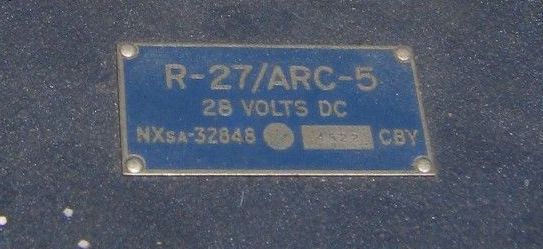 R-27/ARC-5
28 VOLTS DC
NXSA-32848 CBY